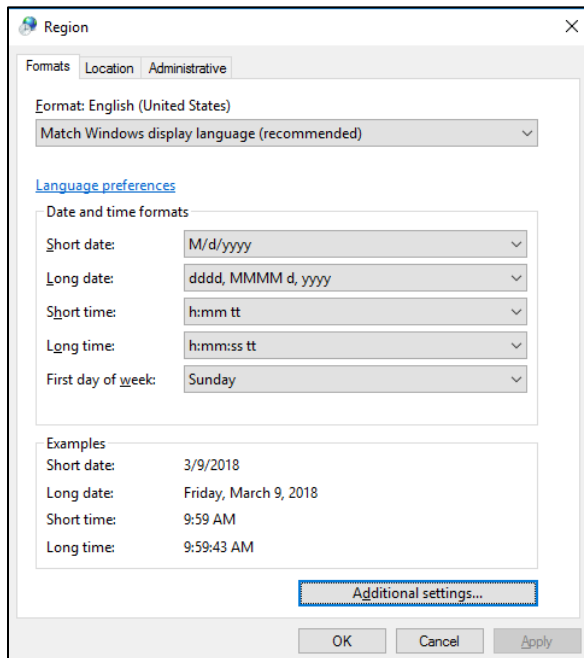 Region
Formats Location Administrative
Format: English (United States)
Match Windows display language (recommended)
Language preferences
Date and time formats
Short date: M/d/yyyy
Long date: dddd, MMMM d, yyyy
Short time: h:mm tt
Long time: h:mm:ss tt
First day of week: Sunday
Examples
Short date: 3/9/2018
Long date: Friday, March 9, 2018
Short time: 9:59 AM
Long time: 9:59:43 AM
Additional settings...
OK Cancel Apply